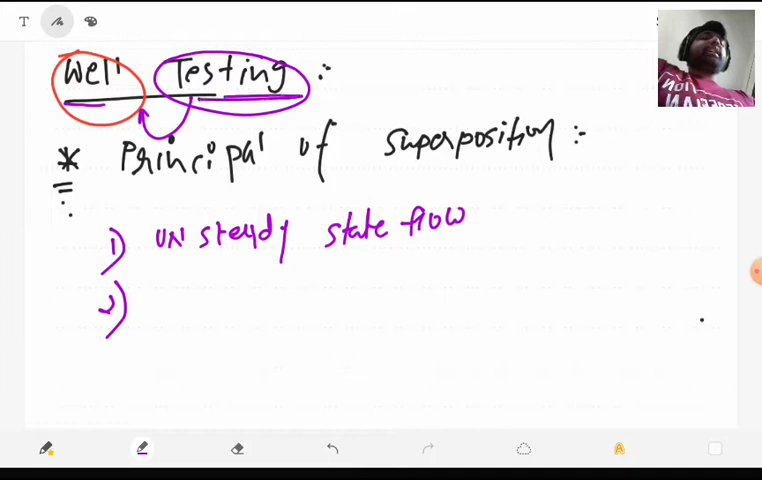 Well Testing :-
* Principal of superposition :-
1) UN steady state flow
2)